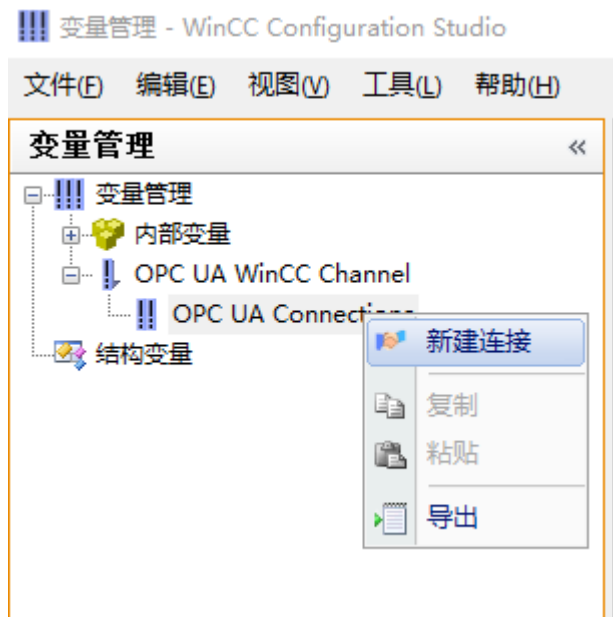 变量管理 - WinCC Configuration Studio
文件(F) 编辑(E) 视图(V) 工具(L) 帮助(H)
变量管理 «
变量管理
内部变量
OPC UA WinCC Channel
OPC UA Connections
结构变量
新建连接
复制
粘贴
导出